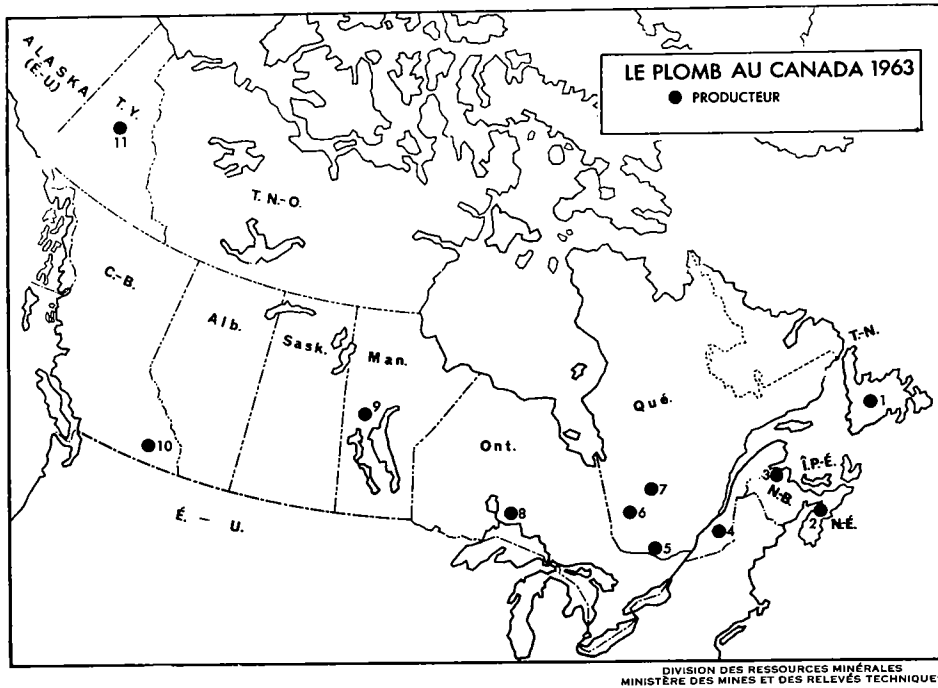 LE PLOMB AU CANADA 1963
● PRODUCTEUR
ALASKA
(É.-U.)
T. Y.
11
T. N.-O.
C.-B.
Alb.
Sask.
Man.
T.-N.
Qué.
1
9
10
Ont.
Î.P.-É.
3
N.-B.
7
8
6
2
N.-É.
4
5
É. - U.
DIVISION DES RESSOURCES MINÉRALES
MINISTÈRE DES MINES ET DES RELEVÉS TECHNIQUES